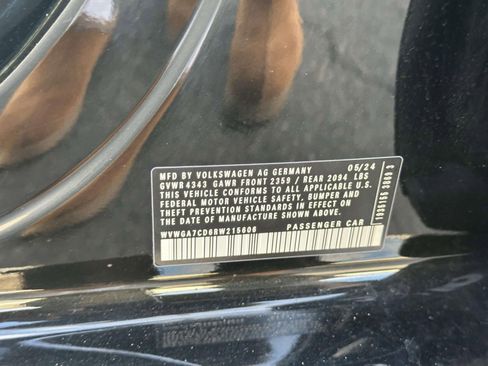 MFD BY VOLKSWAGEN AG GERMANY 05/24
GVWR 4343 GAWR FRONT 2359 / REAR 2094 LBS
THIS VEHICLE CONFORMS TO ALL APPLICABLE U.S.
FEDERAL MOTOR VEHICLE SAFETY, BUMPER AND
THEFT PREVENTION STANDARDS IN EFFECT ON
THE DATE OF MANUFACTURE SHOWN ABOVE.
WVWGA7CD0RW215606 PASSENGER CAR